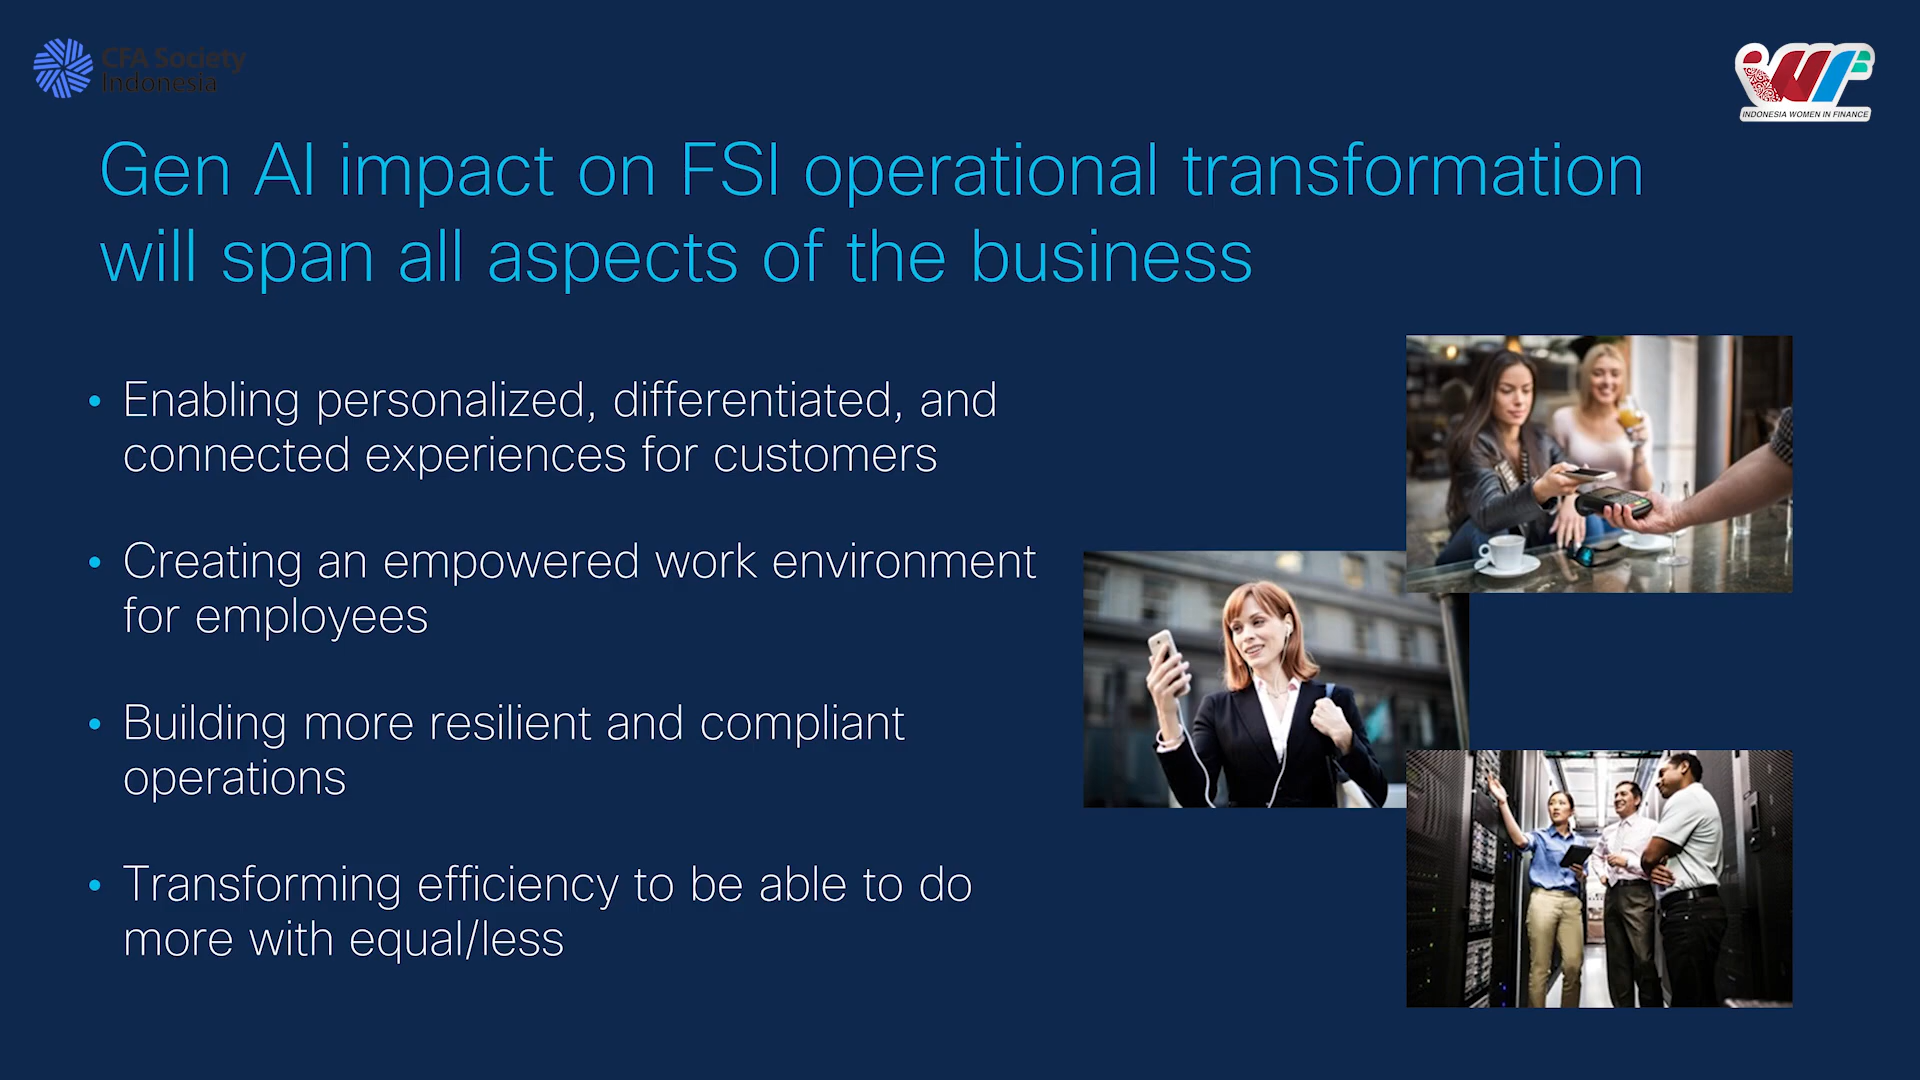 CFA Society
Indonesia
INDONESIA WOMEN IN FINANCE
Gen AI impact on FSI operational transformation
will span all aspects of the business
• Enabling personalized, differentiated, and
connected experiences for customers
• Creating an empowered work environment
for employees
• Building more resilient and compliant
operations
• Transforming efficiency to be able to do
more with equal/less